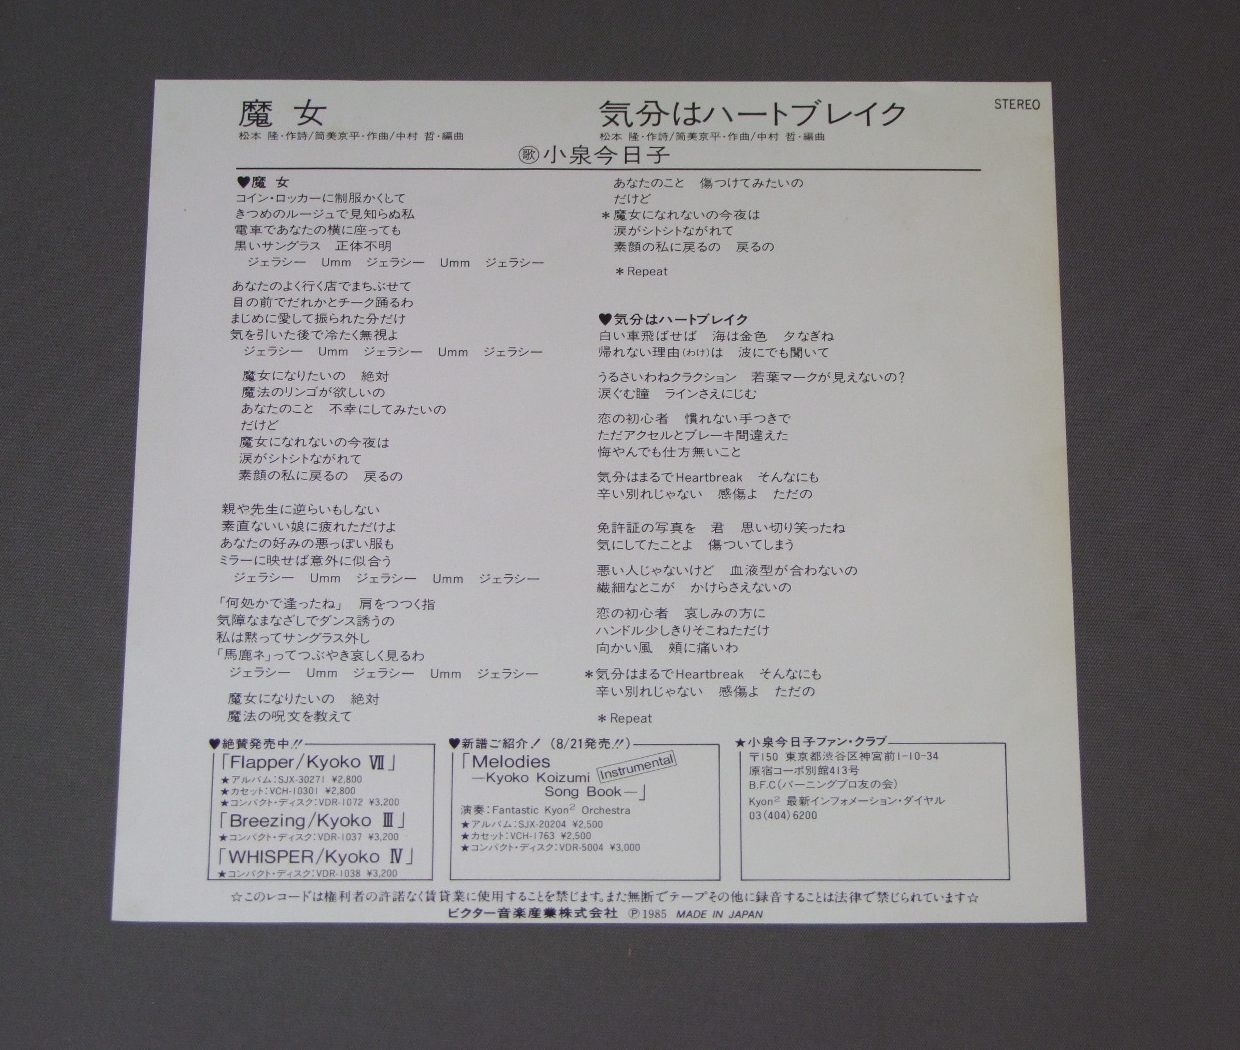 魔女
松本 隆・作詩/筒美京平・作曲/中村 哲・編曲
気分はハートブレイク
松本 隆・作詩/筒美京平・作曲/中村 哲・編曲
STEREO
歌 小泉今日子
♥魔 女
コイン・ロッカーに制服かくして
きつめのルージュで見知らぬ私
電車であなたの横に座っても
黒いサングラス 正体不明
ジェラシー Umm ジェラシー Umm ジェラシー
あなたのよく行く店でまちぶせて
目の前でだれかとチーク踊るわ
まじめに愛して振られた分だけ
気を引いた後で冷たく無視よ
ジェラシー Umm ジェラシー Umm ジェラシー
魔女になりたいの 絶対
魔法のリンゴが欲しいの
あなたのこと 不幸にしてみたいの
だけど
魔女になれないの今夜は
涙がシトシトながれて
素顔の私に戻るの 戻るの
親や先生に逆らいもしない
素直ないい娘に疲れただけよ
あなたの好みの悪っぽい服も
ミラーに映せば意外に似合う
ジェラシー Umm ジェラシー Umm ジェラシー
「何処かで逢ったね」 肩をつつく指
気障なまなざしでダンス誘うの
私は黙ってサングラス外し
「馬鹿ネ」ってつぶやき哀しく見るわ
ジェラシー Umm ジェラシー Umm ジェラシー
魔女になりたいの 絶対
魔法の呪文を教えて
あなたのこと 傷つけてみたいの
だけど
*魔女になれないの今夜は
涙がシトシトながれて
素顔の私に戻るの 戻るの
*Repeat
♥気分はハートブレイク
白い車飛ばせば 海は金色 夕なぎね
帰れない理由(わけ)は 波にでも聞いて
うるさいわねクラクション 若葉マークが見えないの?
涙ぐむ瞳 ラインさえにじむ
恋の初心者 慣れない手つきで
ただアクセルとブレーキ間違えた
悔やんでも仕方無いこと
気分はまるでHeartbreak そんなにも
辛い別れじゃない 感傷よ ただの
免許証の写真を 君 思い切り笑ったね
気にしてたことよ 傷ついてしまう
悪い人じゃないけど 血液型が合わないの
繊細なとこが かけらさえないの
恋の初心者 哀しみの方に
ハンドル少しきりそこねただけ
向かい風 頬に痛いわ
*気分はまるでHeartbreak そんなにも
辛い別れじゃない 感傷よ ただの
*Repeat
♥絶賛発売中!!
「Flapper/Kyoko Ⅶ」
★アルバム:SJX-30271 ¥2,800
★カセット:VCH-10301 ¥2,800
★コンパクト・ディスク:VDR-1072 ¥3,200
「Breezing/Kyoko Ⅲ」
★コンパクト・ディスク:VDR-1037 ¥3,200
「WHISPER/Kyoko Ⅳ」
★コンパクト・ディスク:VDR-1038 ¥3,200
♥新譜ご紹介! (8/21発売!!)
「Melodies
—Kyoko Koizumi Instrumental
Song Book—」
演奏:Fantastic Kyon² Orchestra
★アルバム:SJX-20204 ¥2,500
★カセット:VCH-1763 ¥2,500
★コンパクト・ディスク:VDR-5004 ¥3,000
★小泉今日子ファン・クラブ
〒150 東京都渋谷区神宮前1-10-34
原宿コーポ別館413号
B.F.C(バーニングプロ友の会)
Kyon² 最新インフォメーション・ダイヤル
03(404)6200
☆このレコードは権利者の許諾なく賃貸業に使用することを禁じます。また無断でテープその他に録音することは法律で禁じられています☆
ビクター音楽産業株式会社 Ⓟ1985 MADE IN JAPAN